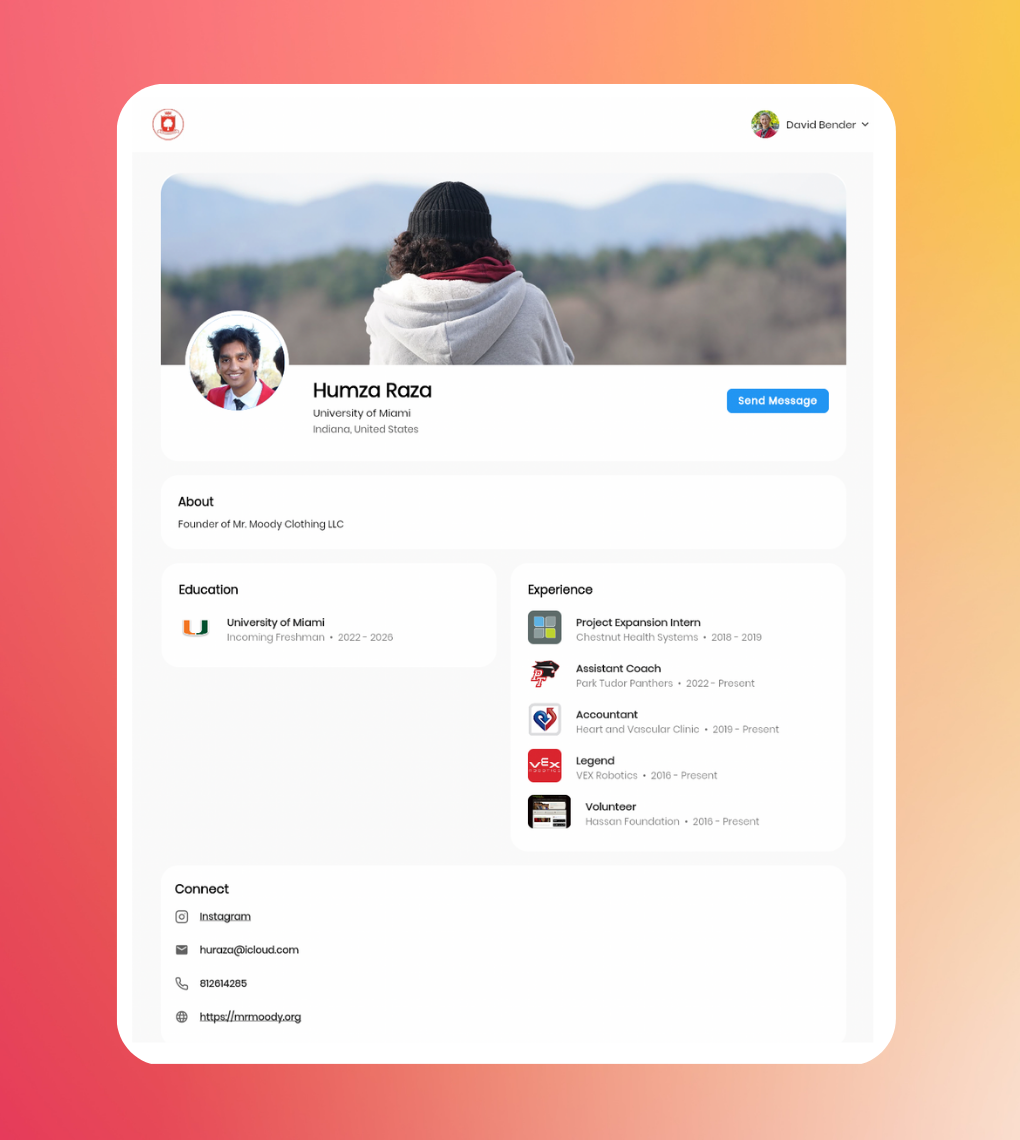 David Bender
Humza Raza
University of Miami
Indiana, United States
Send Message
About
Founder of Mr. Moody Clothing LLC
Education
University of Miami
Incoming Freshman • 2022 - 2026
Experience
Project Expansion Intern
Chestnut Health Systems • 2018 - 2019
Assistant Coach
Park Tudor Panthers • 2022 - Present
Accountant
Heart and Vascular Clinic • 2019 - Present
VEX
ROBOTICS
Legend
VEX Robotics • 2016 - Present
Volunteer
Hassan Foundation • 2016 - Present
Connect
Instagram
huraza@icloud.com
812614285
https://mrmoody.org